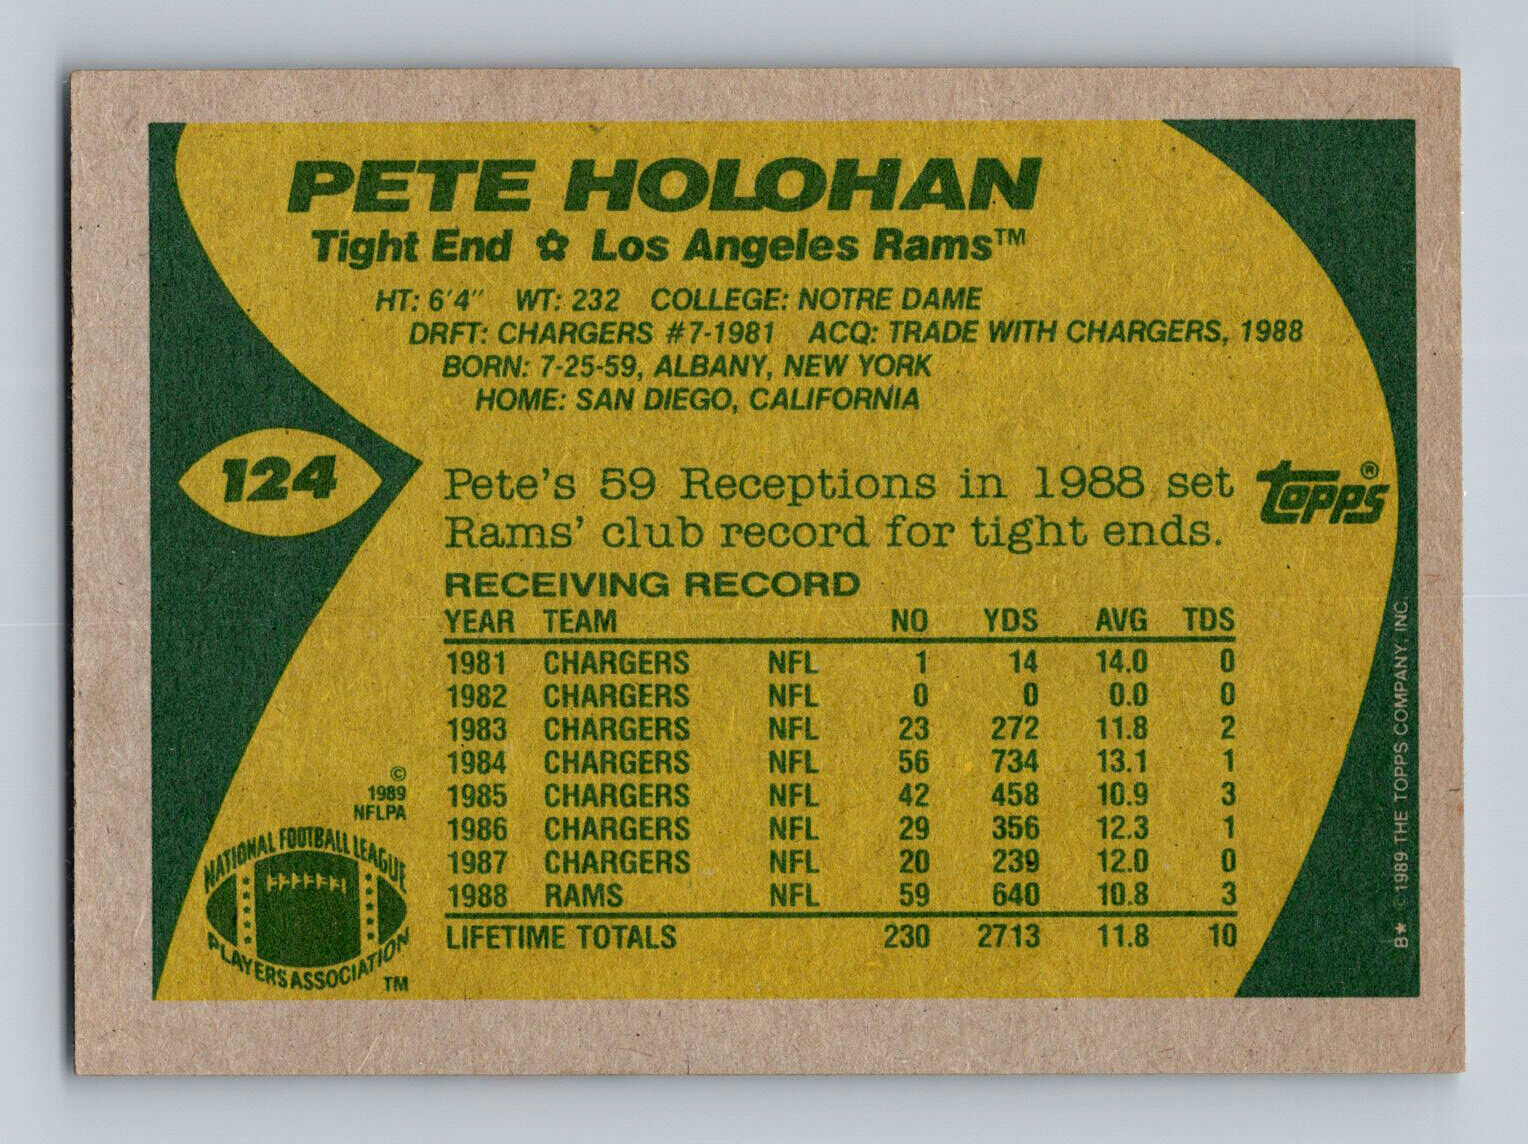 PETE HOLOHAN
Tight End ✿ Los Angeles Rams™
HT: 6'4" WT: 232 COLLEGE: NOTRE DAME
DRFT: CHARGERS #7-1981 ACQ: TRADE WITH CHARGERS, 1988
BORN: 7-25-59, ALBANY, NEW YORK
HOME: SAN DIEGO, CALIFORNIA
124
Pete's 59 Receptions in 1988 set
Rams' club record for tight ends.
topps®
RECEIVING RECORD
YEAR TEAM NO YDS AVG TDS
1981 CHARGERS NFL 1 14 14.0 0
1982 CHARGERS NFL 0 0 0.0 0
1983 CHARGERS NFL 23 272 11.8 2
1984 CHARGERS NFL 56 734 13.1 1
1985 CHARGERS NFL 42 458 10.9 3
1986 CHARGERS NFL 29 356 12.3 1
1987 CHARGERS NFL 20 239 12.0 0
1988 RAMS NFL 59 640 10.8 3
LIFETIME TOTALS 230 2713 11.8 10
©
1989
NFLPA
NATIONAL FOOTBALL LEAGUE
PLAYERS ASSOCIATION
™
B* © 1989 THE TOPPS COMPANY, INC.